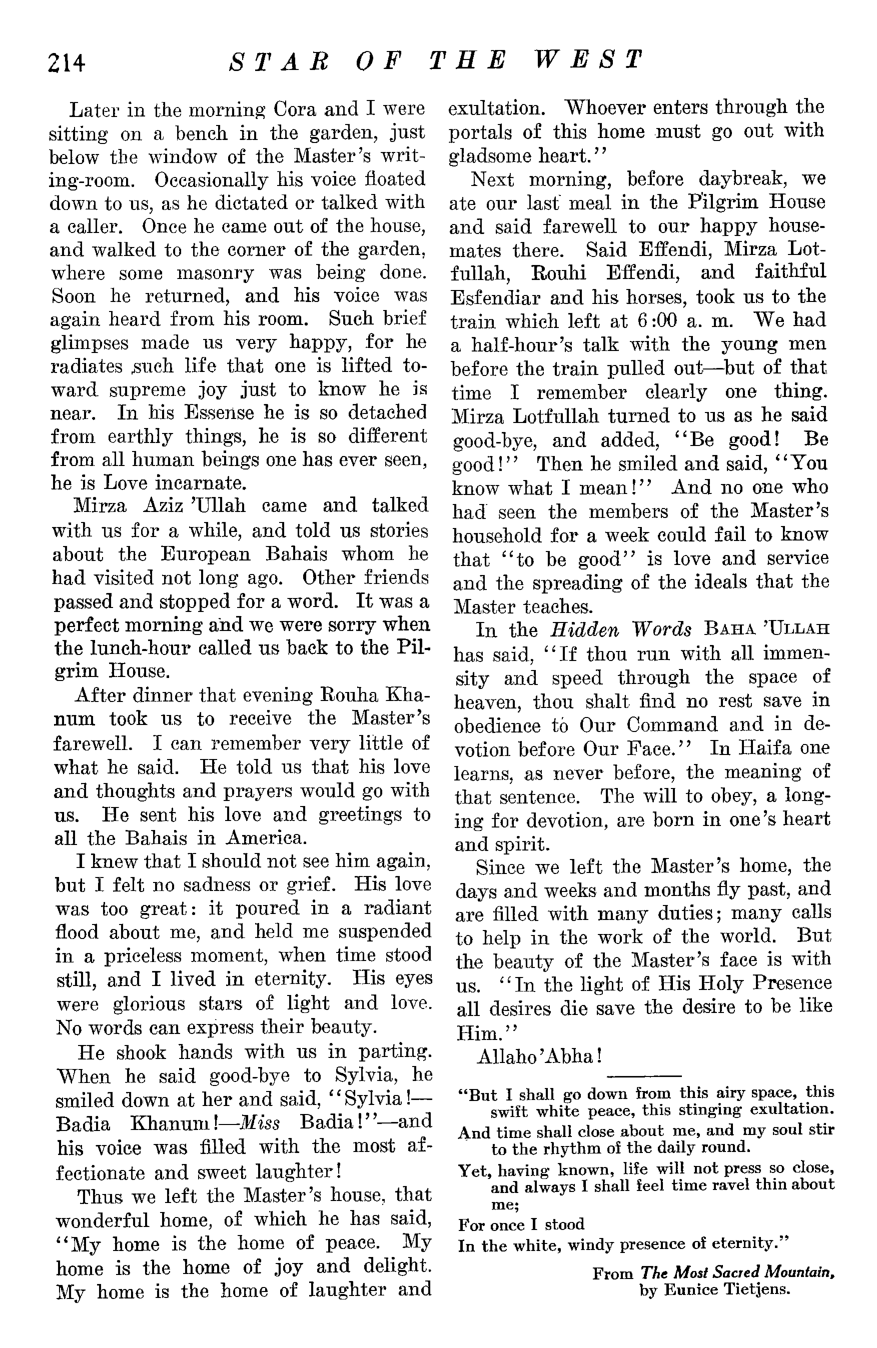 214 STAR OF THE WEST
Later in the morning Cora and I were
sitting on a bench in the garden, just
below the window of the Master's writ-
ing-room. Occasionally his voice floated
down to us, as he dictated or talked with
a caller. Once he came out of the house,
and walked to the corner of the garden,
where some masonry was being done.
Soon he returned, and his voice was
again heard from his room. Such brief
glimpses made us very happy, for he
radiates such life that one is lifted to-
ward supreme joy just to know he is
near. In his Essense he is so detached
from earthly things, he is so different
from all human beings one has ever seen,
he is Love incarnate.
Mirza Aziz 'Ullah came and talked
with us for a while, and told us stories
about the European Bahais whom he
had visited not long ago. Other friends
passed and stopped for a word. It was a
perfect morning and we were sorry when
the lunch-hour called us back to the Pil-
grim House.
After dinner that evening Rouha Kha-
num took us to receive the Master's
farewell. I can remember very little of
what he said. He told us that his love
and thoughts and prayers would go with
us. He sent his love and greetings to
all the Bahais in America.
I knew that I should not see him again,
but I felt no sadness or grief. His love
was too great: it poured in a radiant
flood about me, and held me suspended
in a priceless moment, when time stood
still, and I lived in eternity. His eyes
were glorious stars of light and love.
No words can express their beauty.
He shook hands with us in parting.
When he said good-bye to Sylvia, he
smiled down at her and said, "Sylvia!—
Badia Khanum!—Miss Badia!"—and
his voice was filled with the most af-
fectionate and sweet laughter!
Thus we left the Master's house, that
wonderful home, of which he has said,
"My home is the home of peace. My
home is the home of joy and delight.
My home is the home of laughter and
exultation. Whoever enters through the
portals of this home must go out with
gladsome heart."
Next morning, before daybreak, we
ate our last meal in the Pilgrim House
and said farewell to our happy house-
mates there. Said Effendi, Mirza Lot-
fullah, Rouhi Effendi, and faithful
Esfendiar and his horses, took us to the
train which left at 6:00 a. m. We had
a half-hour's talk with the young men
before the train pulled out—but of that
time I remember clearly one thing.
Mirza Lotfullah turned to us as he said
good-bye, and added, "Be good! Be
good!" Then he smiled and said, "You
know what I mean!" And no one who
had seen the members of the Master's
household for a week could fail to know
that "to be good" is love and service
and the spreading of the ideals that the
Master teaches.
In the Hidden Words BAHA 'ULLAH
has said, "If thou run with all immen-
sity and speed through the space of
heaven, thou shalt find no rest save in
obedience to Our Command and in de-
votion before Our Face." In Haifa one
learns, as never before, the meaning of
that sentence. The will to obey, a long-
ing for devotion, are born in one's heart
and spirit.
Since we left the Master's home, the
days and weeks and months fly past, and
are filled with many duties; many calls
to help in the work of the world. But
the beauty of the Master's face is with
us. "In the light of His Holy Presence
all desires die save the desire to be like
Him."
Allaho 'Abha!
"But I shall go down from this airy space, this
swift white peace, this stinging exultation.
And time shall close about me, and my soul stir
to the rhythm of the daily round.
Yet, having known, life will not press so close,
and always I shall feel time ravel thin about
me;
For once I stood
In the white, windy presence of eternity."
From The Most Sacred Mountain,
by Eunice Tietjens.